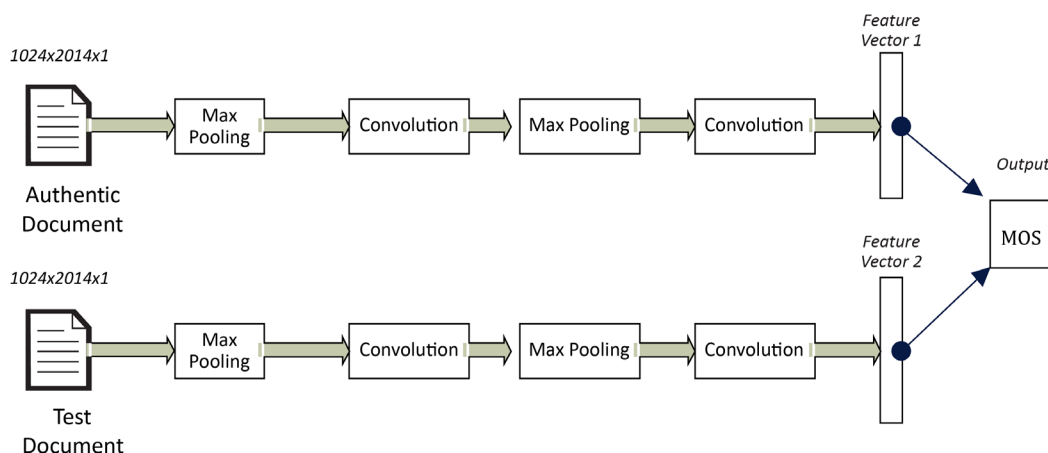 Feature
Vector 1
1024x2014x1
Max
Pooling
Convolution
Max Pooling
Convolution
Authentic
Document
Output
MOS
Feature
Vector 2
1024x2014x1
Max
Pooling
Convolution
Max Pooling
Convolution
Test
Document